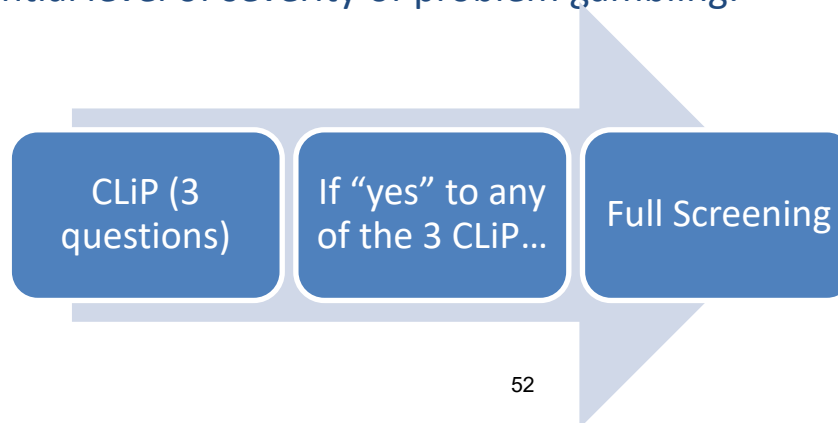 level of severity of problem gambling.
CLiP (3
questions)
If “yes” to any
of the 3 CLiP…
Full Screening
52